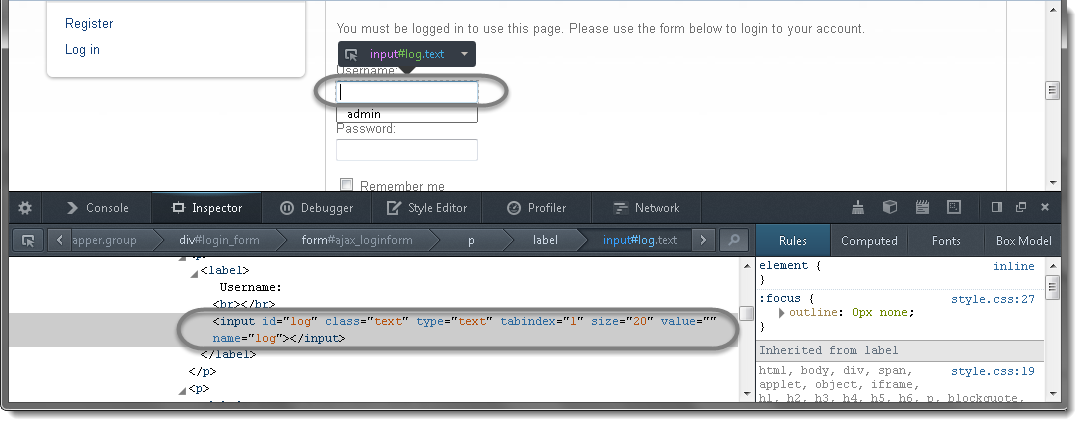 Register
Log in
You must be logged in to use this page. Please use the form below to login to your account.
input#log.text
Username:
admin
Password:
Remember me
Console
Inspector
Debugger
Style Editor
Profiler
Network
apper.group
div#login_form
form#ajax_loginform
p
label
input#log.text
Rules
Computed
Fonts
Box Model
<p>
<label>
Username:
<br></br>
<input id="log" class="text" type="text" tabindex="1" size="20" value=""
name="log"></input>
</label>
</p>
<p>
element {
inline
}
:focus {
style.css:27
outline: 0px none;
}
Inherited from label
html, body, div, span,
style.css:19
applet, object, iframe,
h1, h2, h3, h4, h5, h6, p, blockquote,